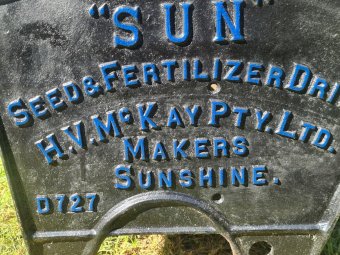 "SUN"
SEED & FERTILIZER DRI
H.V. McKAY PTY. LTD.
MAKERS
SUNSHINE.
D727